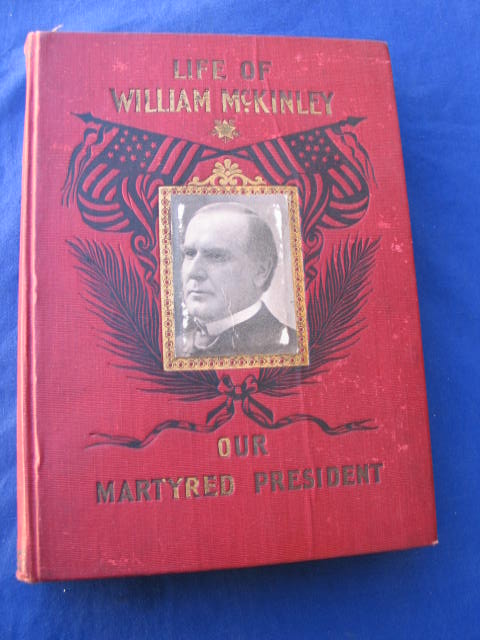 LIFE OF
WILLIAM McKINLEY
OUR
MARTYRED PRESIDENT